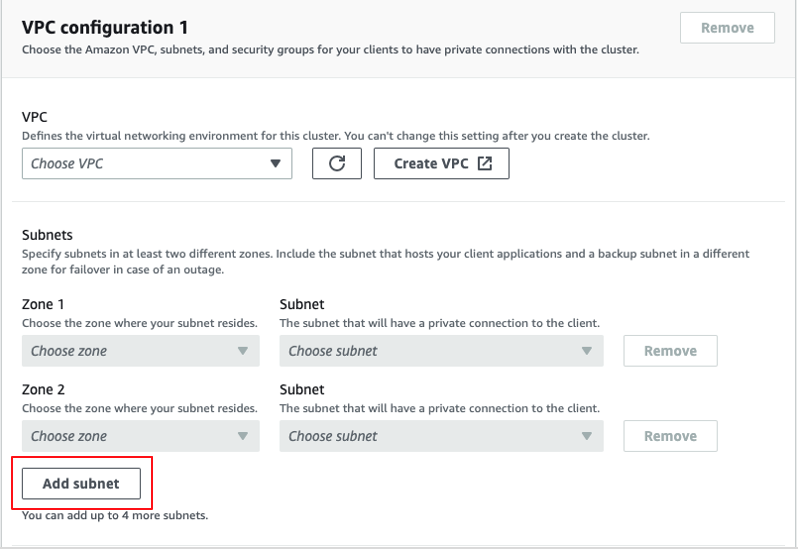 VPC configuration 1
Remove
Choose the Amazon VPC, subnets, and security groups for your clients to have private connections with the cluster.
VPC
Defines the virtual networking environment for this cluster. You can't change this setting after you create the cluster.
Choose VPC
Create VPC
Subnets
Specify subnets in at least two different zones. Include the subnet that hosts your client applications and a backup subnet in a different
zone for failover in case of an outage.
Zone 1
Subnet
Choose the zone where your subnet resides.
The subnet that will have a private connection to the client.
Choose zone
Choose subnet
Remove
Zone 2
Subnet
Choose the zone where your subnet resides.
The subnet that will have a private connection to the client.
Choose zone
Choose subnet
Remove
Add subnet
You can add up to 4 more subnets.